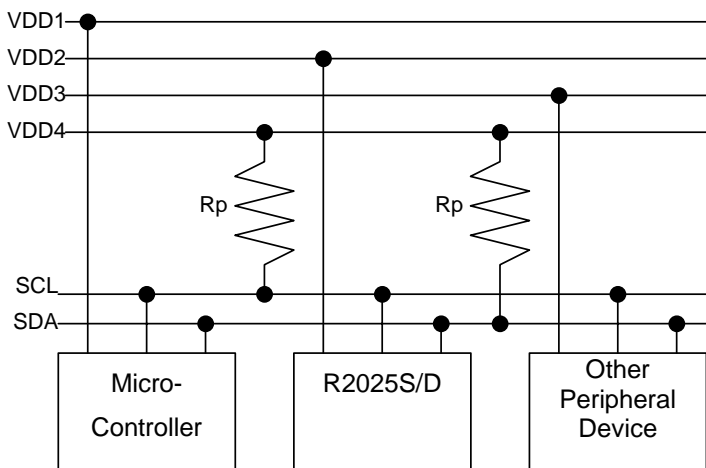 VDD1
VDD2
VDD3
VDD4
Rp
Rp
SCL
SDA
Micro-
Controller
R2025S/D
Other
Peripheral
Device